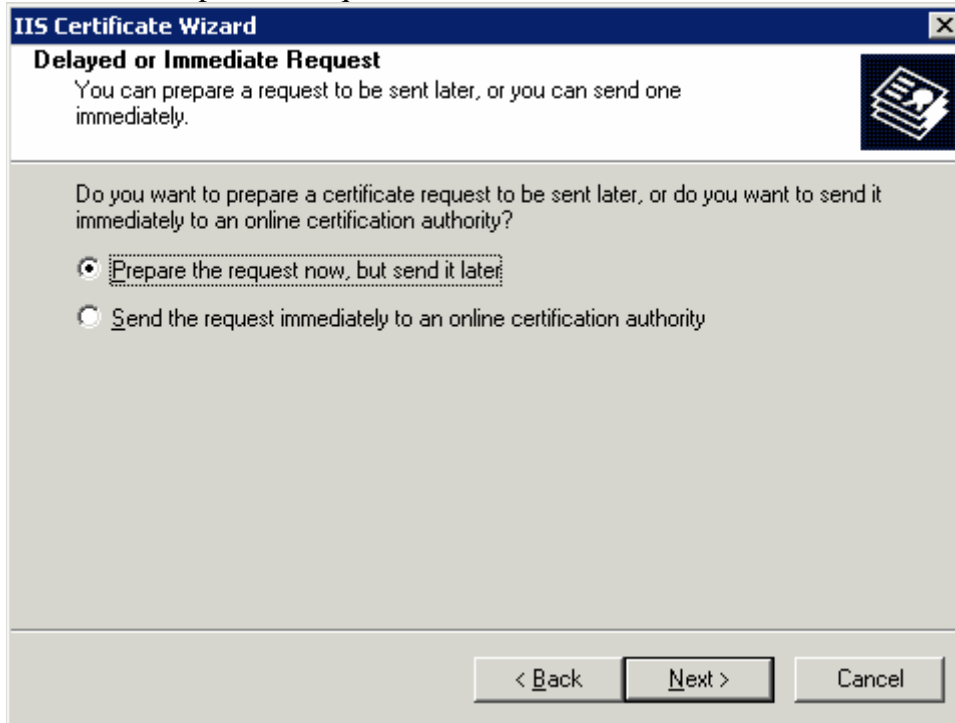 IIS Certificate Wizard
Delayed or Immediate Request
You can prepare a request to be sent later, or you can send one
immediately.
Do you want to prepare a certificate request to be sent later, or do you want to send it
immediately to an online certification authority?
Prepare the request now, but send it later
Send the request immediately to an online certification authority
< Back Next > Cancel